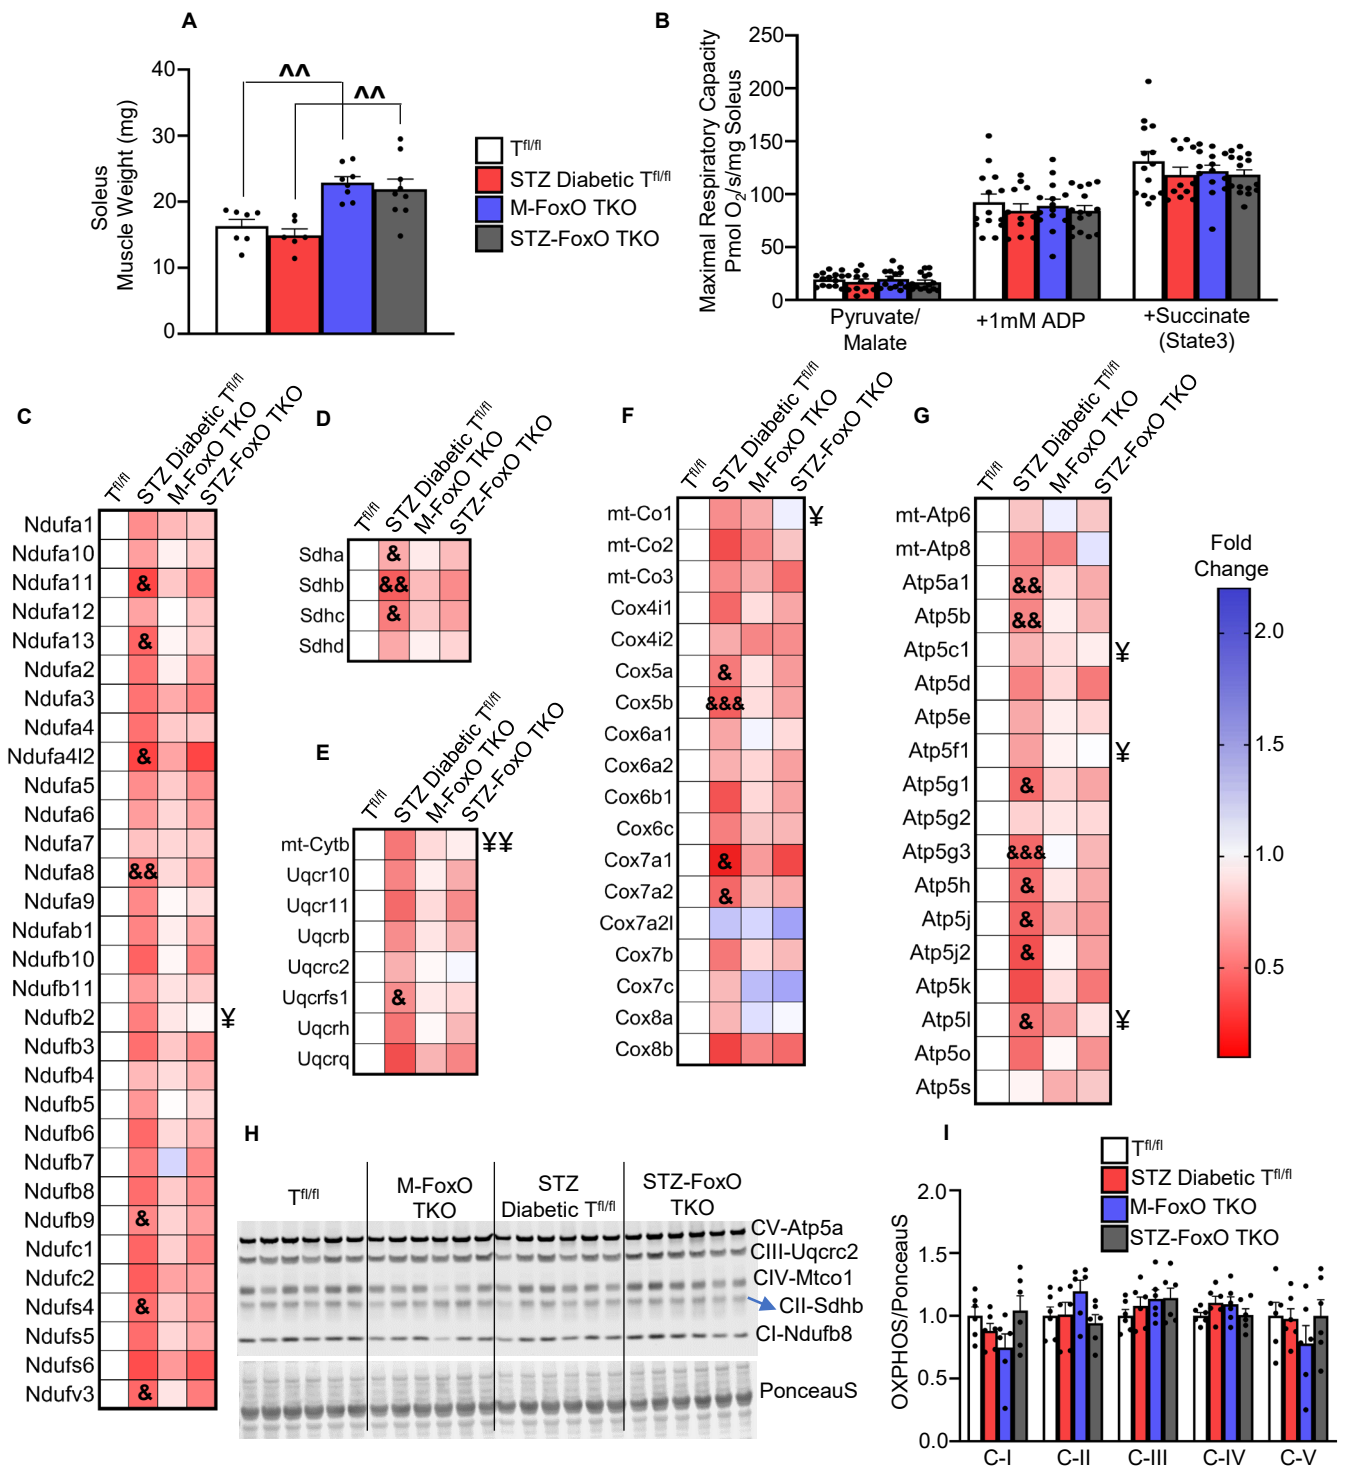 A
Soleus
Muscle Weight (mg)
40
30
20
10
0
^^
^^
Tfl/fl
STZ Diabetic Tfl/fl
M-FoxO TKO
STZ-FoxO TKO
B
Maximal Respiratory Capacity
Pmol O2/s/mg Soleus
250
200
150
100
50
0
Pyruvate/
Malate
+1mM ADP
+Succinate
(State3)
C
Tfl/fl
STZ Diabetic Tfl/fl
M-FoxO TKO
STZ-FoxO TKO
Ndufa1
Ndufa10
Ndufa11 &
Ndufa12
Ndufa13 &
Ndufa2
Ndufa3
Ndufa4
Ndufa4l2 &
Ndufa5
Ndufa6
Ndufa7
Ndufa8 &&
Ndufa9
Ndufab1
Ndufb10
Ndufb11
Ndufb2 ¥
Ndufb3
Ndufb4
Ndufb5
Ndufb6
Ndufb7
Ndufb8
Ndufb9 &
Ndufc1
Ndufc2
Ndufs4 &
Ndufs5
Ndufs6
Ndufv3 &
D
Tfl/fl
STZ Diabetic Tfl/fl
M-FoxO TKO
STZ-FoxO TKO
Sdha &
Sdhb &&
Sdhc &
Sdhd
E
Tfl/fl
STZ Diabetic Tfl/fl
M-FoxO TKO
STZ-FoxO TKO
mt-Cytb ¥¥
Uqcr10
Uqcr11
Uqcrb
Uqcrc2
Uqcrfs1 &
Uqcrh
Uqcrq
F
Tfl/fl
STZ Diabetic Tfl/fl
M-FoxO TKO
STZ-FoxO TKO
mt-Co1 ¥
mt-Co2
mt-Co3
Cox4i1
Cox4i2
Cox5a &
Cox5b &&&
Cox6a1
Cox6a2
Cox6b1
Cox6c
Cox7a1 &
Cox7a2 &
Cox7a2l
Cox7b
Cox7c
Cox8a
Cox8b
G
Tfl/fl
STZ Diabetic Tfl/fl
M-FoxO TKO
STZ-FoxO TKO
mt-Atp6
mt-Atp8
Atp5a1 &&
Atp5b &&
Atp5c1 ¥
Atp5d
Atp5e
Atp5f1 ¥
Atp5g1 &
Atp5g2
Atp5g3 &&&
Atp5h &
Atp5j &
Atp5j2 &
Atp5k
Atp5l & ¥
Atp5o
Atp5s
Fold
Change
2.0
1.5
1.0
0.5
H
Tfl/fl
M-FoxO
TKO
STZ
Diabetic Tfl/fl
STZ-FoxO
TKO
CV-Atp5a
CIII-Uqcrc2
CIV-Mtco1
CII-Sdhb
CI-Ndufb8
PonceauS
I
Tfl/fl
STZ Diabetic Tfl/fl
M-FoxO TKO
STZ-FoxO TKO
OXPHOS/PonceauS
2.0
1.5
1.0
0.5
0.0
C-I
C-II
C-III
C-IV
C-V